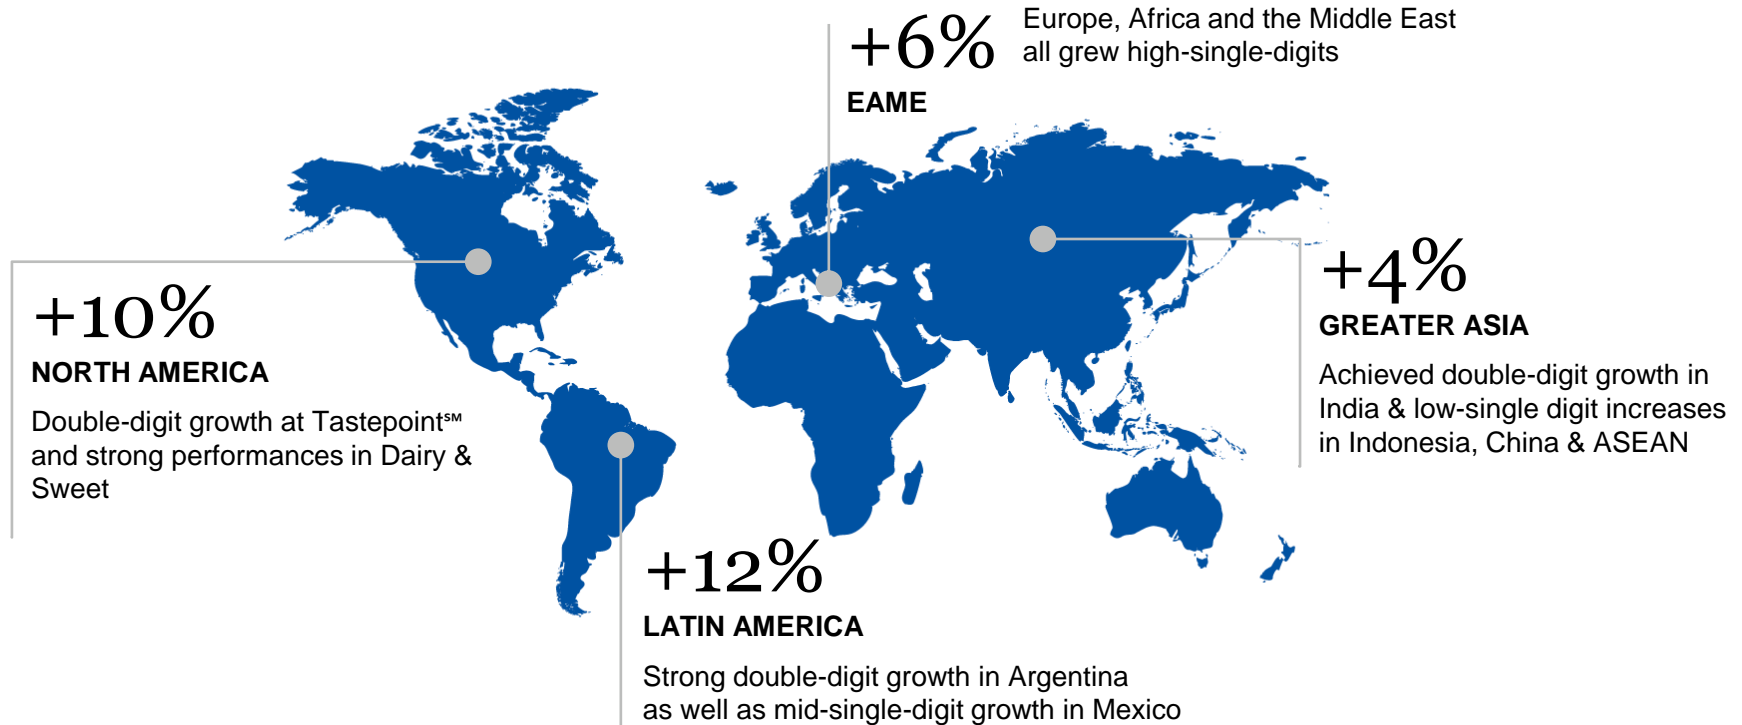 +6%
EAME
Europe, Africa and the Middle East
all grew high-single-digits
+10%
NORTH AMERICA
Double-digit growth at Tastepoint℠
and strong performances in Dairy &
Sweet
+4%
GREATER ASIA
Achieved double-digit growth in
India & low-single digit increases
in Indonesia, China & ASEAN
+12%
LATIN AMERICA
Strong double-digit growth in Argentina
as well as mid-single-digit growth in Mexico